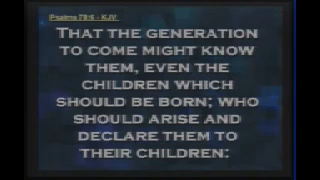 Psalms 78:6 - KJV
That the generation
to come might know
them, even the
children which
should be born; who
should arise and
declare them to
their children: